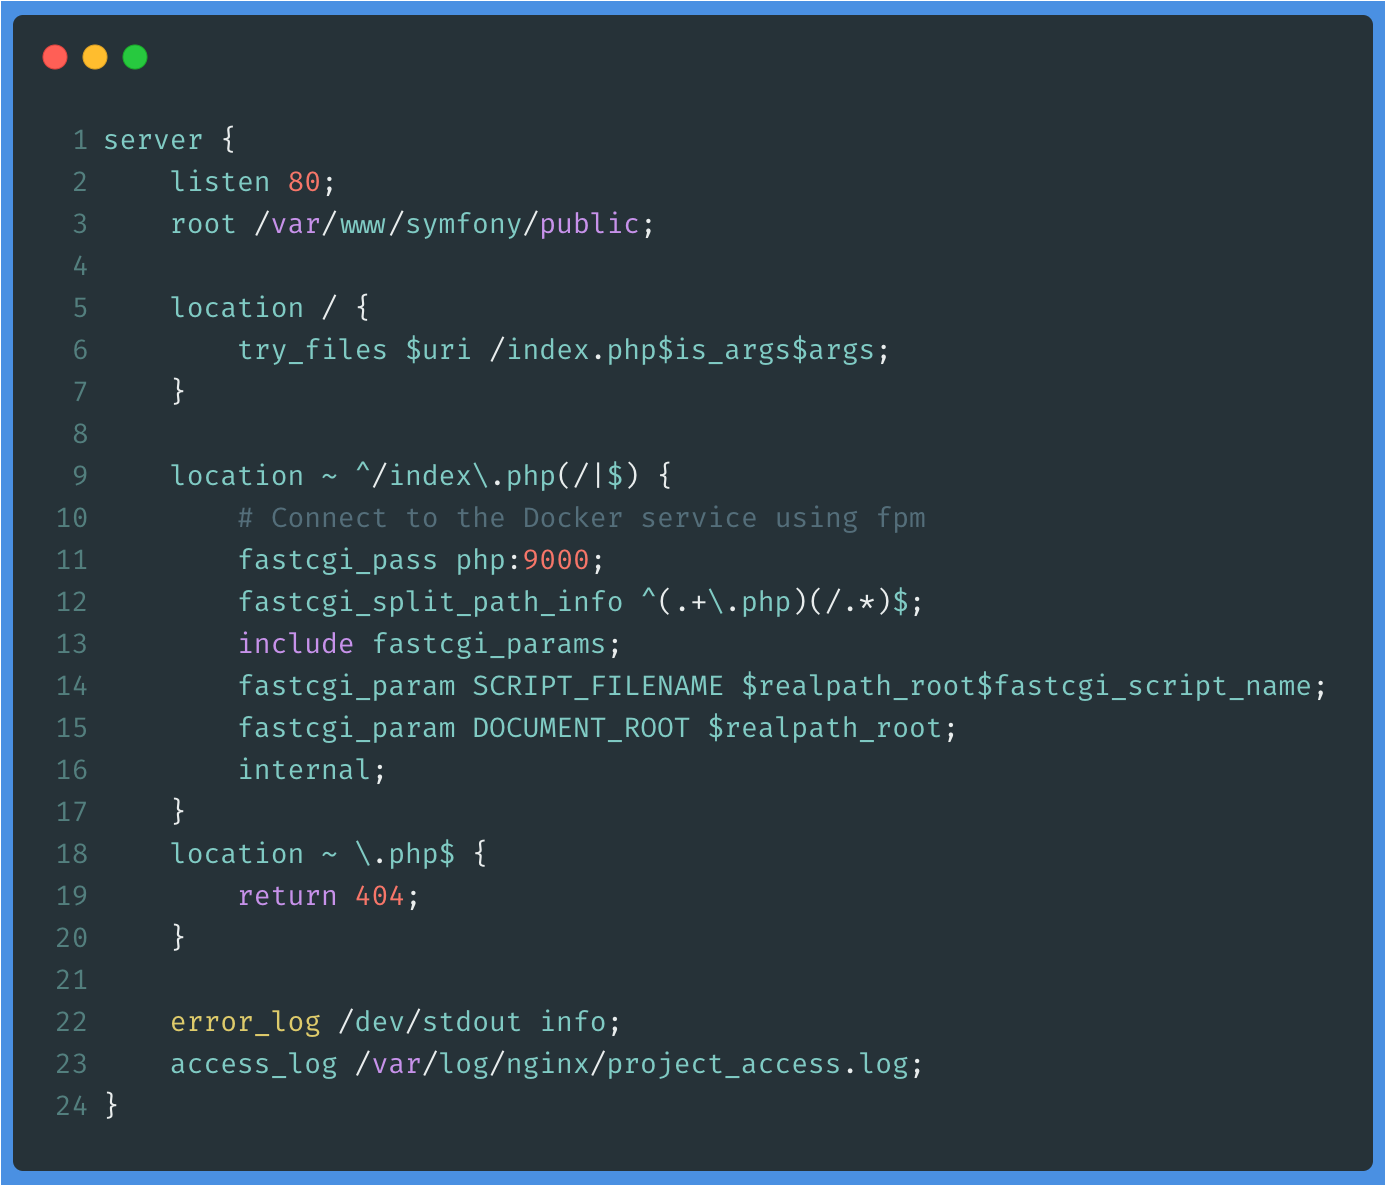 1 server {
2     listen 80;
3     root /var/www/symfony/public;
4
5     location / {
6         try_files $uri /index.php$is_args$args;
7     }
8
9     location ~ ^/index\.php(/|$) {
10         # Connect to the Docker service using fpm
11         fastcgi_pass php:9000;
12         fastcgi_split_path_info ^(.+\.php)(/.*)$;
13         include fastcgi_params;
14         fastcgi_param SCRIPT_FILENAME $realpath_root$fastcgi_script_name;
15         fastcgi_param DOCUMENT_ROOT $realpath_root;
16         internal;
17     }
18     location ~ \.php$ {
19         return 404;
20     }
21
22     error_log /dev/stdout info;
23     access_log /var/log/nginx/project_access.log;
24 }